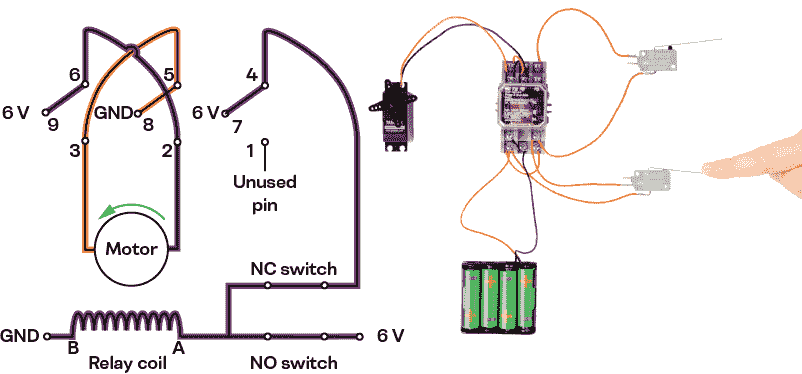 6
5
4
6 V
9
GND
8
6 V
7
3
2
1
Unused
pin
Motor
NC switch
GND
B
A
6 V
Relay coil
NO switch